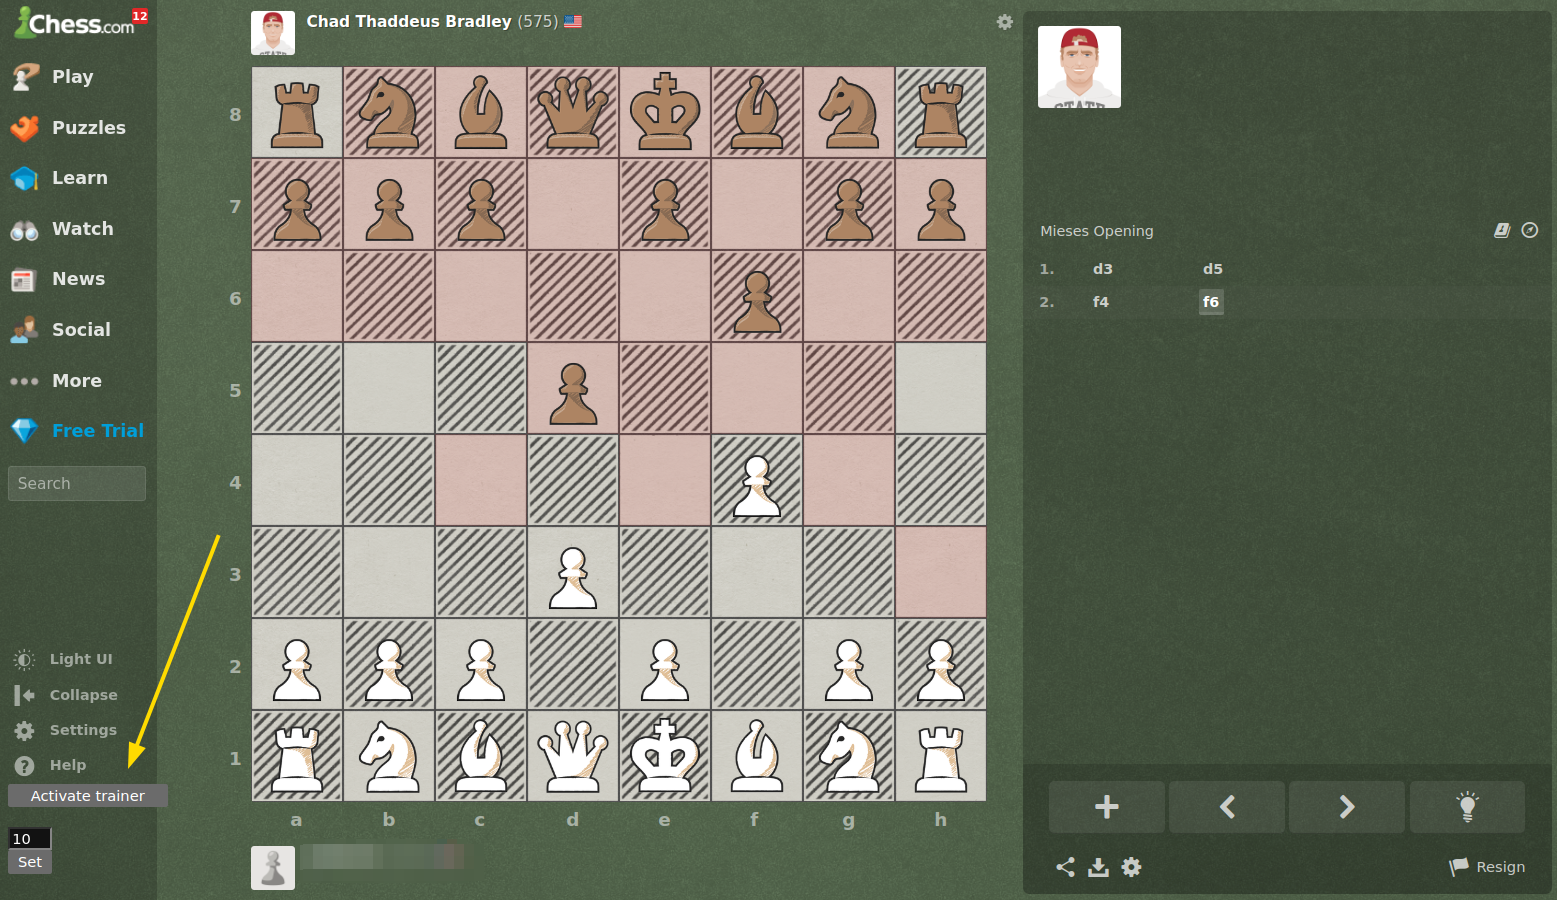 Chess.com 12
Play
Puzzles
Learn
Watch
News
Social
More
Free Trial
Search
Light UI
Collapse
Settings
? Help
Activate trainer
10
Set
Chad Thaddeus Bradley (575)
STATE
8
7
6
5
4
3
2
1
a b c d e f g h
STATE
Mieses Opening
1. d3 d5
2. f4 f6
Resign